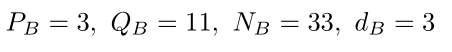 P_B = 3, Q_B = 11, N_B = 33, d_B = 3